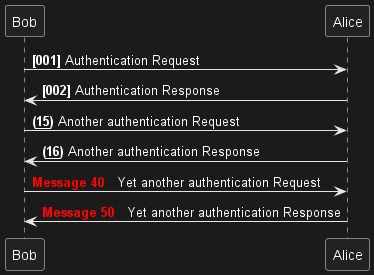 Bob Alice
[001] Authentication Request
[002] Authentication Response
(15) Another authentication Request
(16) Another authentication Response
Message 40 Yet another authentication Request
Message 50 Yet another authentication Response
Bob Alice